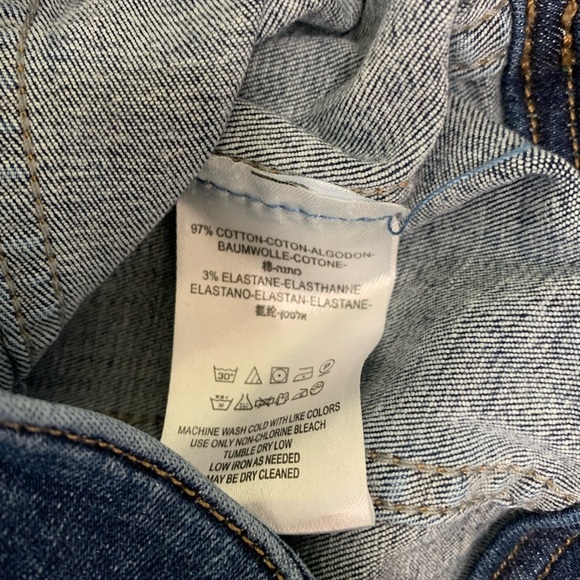 97% COTTON-COTON-ALGODON-
BAUMWOLLE-COTONE-
棉-כותנה
3% ELASTANE-ELASTHANNE
ELASTANO-ELASTAN-ELASTANE-
氨纶-אלסטן
30°
MACHINE WASH COLD WITH LIKE COLORS
USE ONLY NON-CHLORINE BLEACH
TUMBLE DRY LOW
LOW IRON AS NEEDED
MAY BE DRY CLEANED